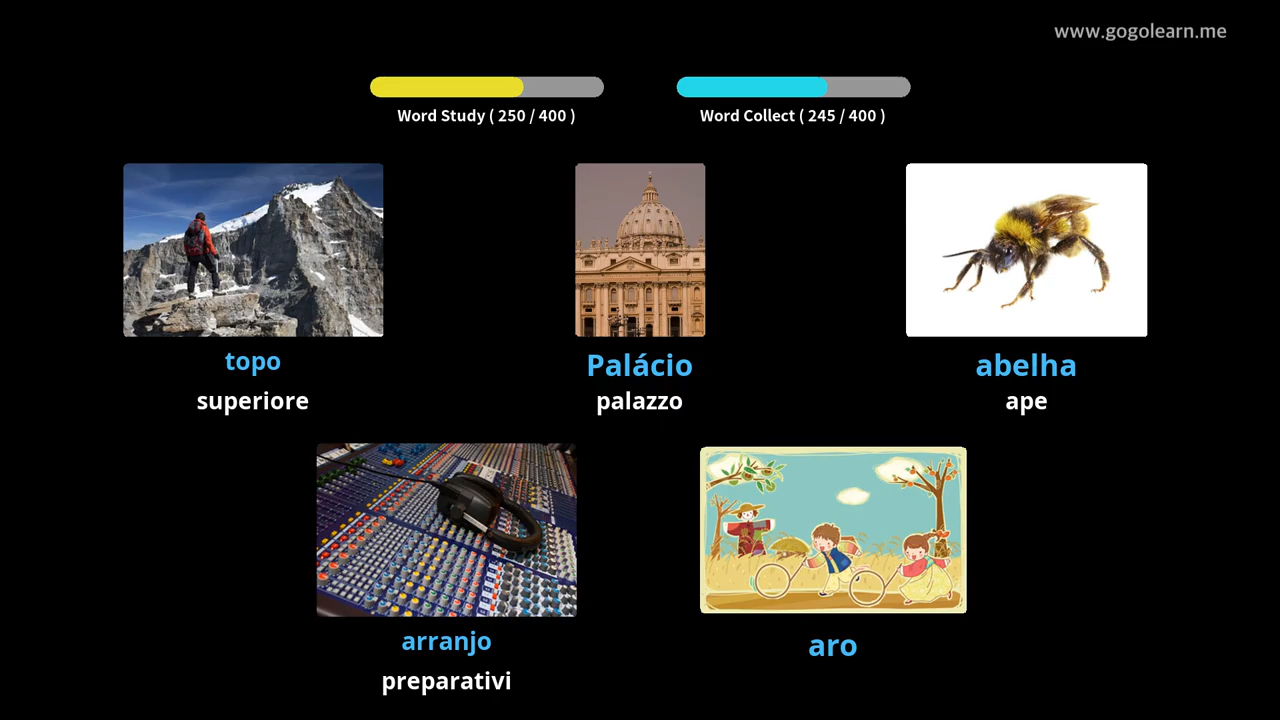 www.gogolearn.me
Word Study ( 250 / 400 )
Word Collect ( 245 / 400 )
topo
superiore
Palácio
palazzo
abelha
ape
arranjo
preparativi
aro